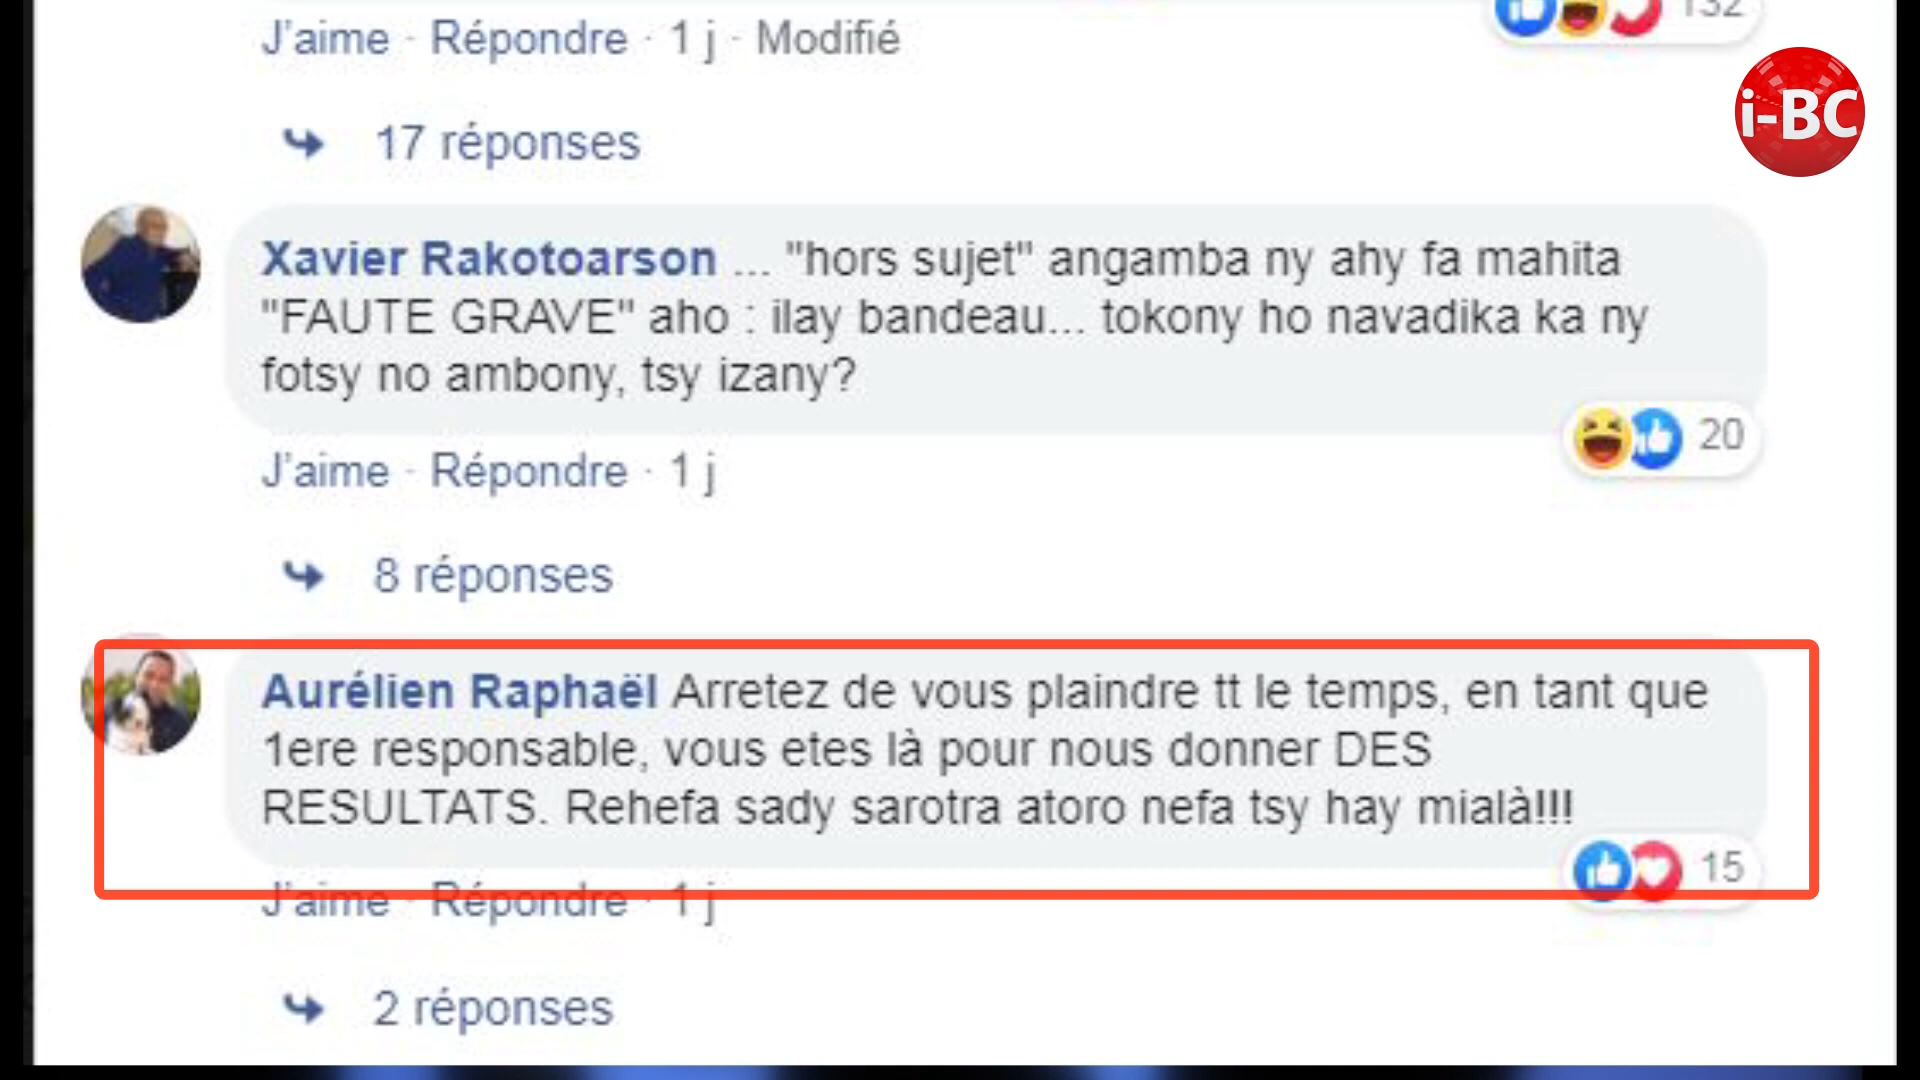 J'aime · Répondre · 1 j · Modifié
132
i-BC
17 réponses
Xavier Rakotoarson ... "hors sujet" angamba ny ahy fa mahita
"FAUTE GRAVE" aho : ilay bandeau... tokony ho navadika ka ny
fotsy no ambony, tsy izany?
20
J'aime · Répondre · 1 j
8 réponses
Aurélien Raphaël Arretez de vous plaindre tt le temps, en tant que
1ere responsable, vous etes là pour nous donner DES
RESULTATS. Rehefa sady sarotra atoro nefa tsy hay mialà!!!
15
J'aime · Répondre · 1 j
2 réponses